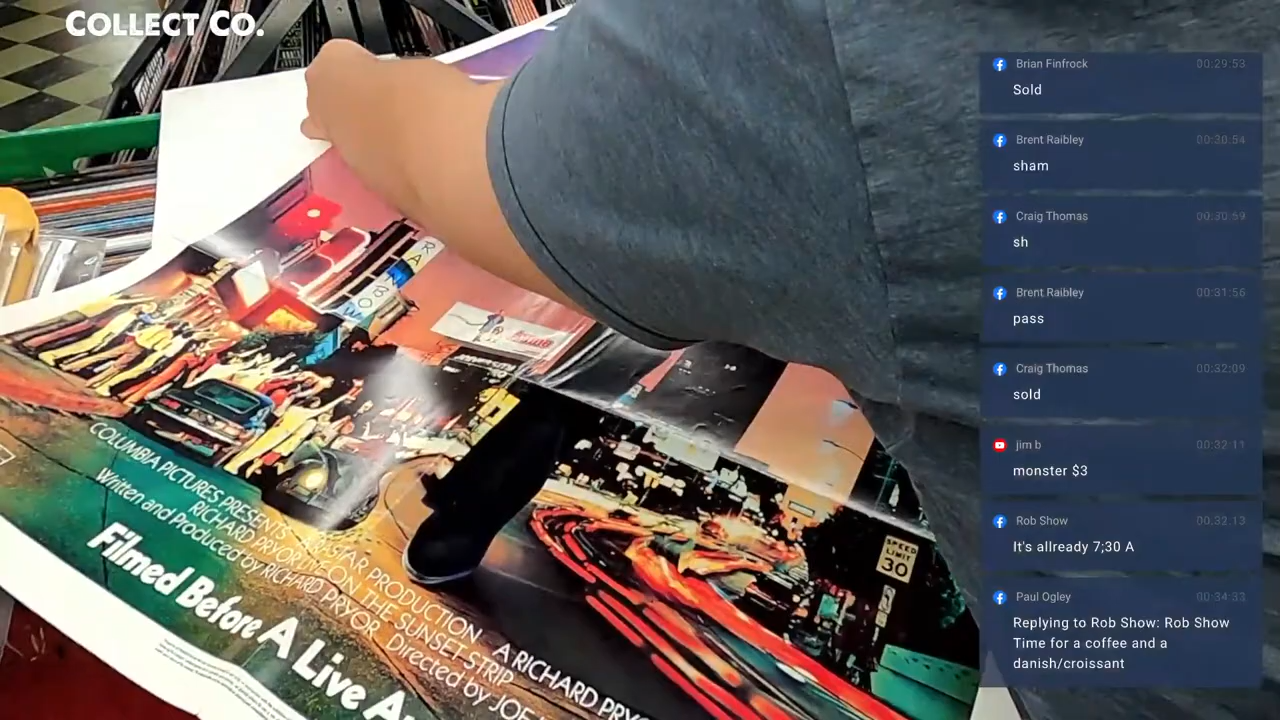 COLLECT CO.
COLUMBIA PICTURES PRESENTS A RASTAR PRODUCTION A RICHARD PRYO
RICHARD PRYOR LIVE ON THE SUNSET STRIP
Written and Produced by RICHARD PRYOR Directed by JOE
Filmed Before A Live Au
SPEED
LIMIT
30
Brian Finfrock 00:29:53
Sold
Brent Raibley 00:30:54
sham
Craig Thomas 00:30:59
sh
Brent Raibley 00:31:56
pass
Craig Thomas 00:32:09
sold
jim b 00:32:11
monster $3
Rob Show 00:32:13
It's allready 7;30 A
Paul Ogley 00:34:33
Replying to Rob Show: Rob Show
Time for a coffee and a
danish/croissant